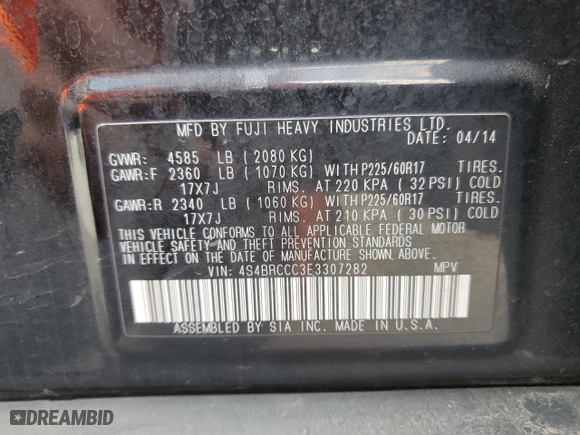 MFD BY FUJI HEAVY INDUSTRIES LTD.
DATE: 04/14
GVWR: 4585 LB ( 2080 KG)
GAWR:F 2360 LB ( 1070 KG) WITH P225/60R17 TIRES.
17X7J RIMS. AT 220 KPA ( 32 PSI) COLD
GAWR:R 2340 LB ( 1060 KG) WITH P225/60R17 TIRES.
17X7J RIMS. AT 210 KPA ( 30 PSI) COLD
THIS VEHICLE CONFORMS TO ALL APPLICABLE FEDERAL MOTOR
VEHICLE SAFETY AND THEFT PREVENTION STANDARDS
IN EFFECT ON THE DATE OF MANUFACTURE SHOWN ABOVE.
VIN: 4S4BRCCC3E3307282 MPV
ASSEMBLED BY SIA INC. MADE IN U.S.A.
DREAMBID